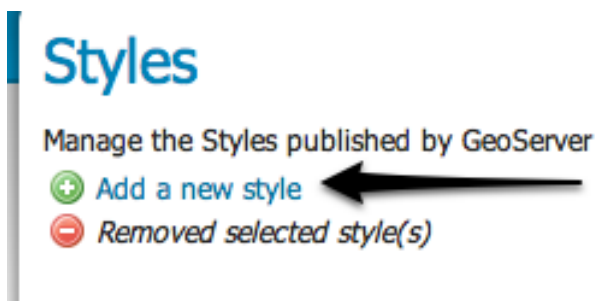 Styles
Manage the Styles published by GeoServer
Add a new style
Removed selected style(s)